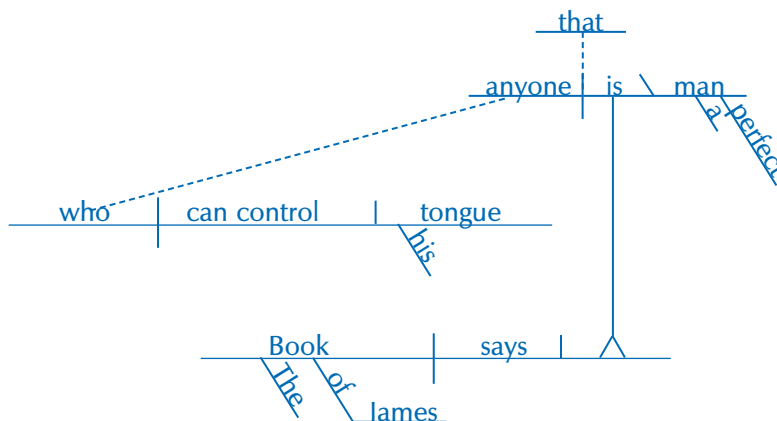 that
anyone is man
a perfect
who can control tongue
his
Book says
The of
James